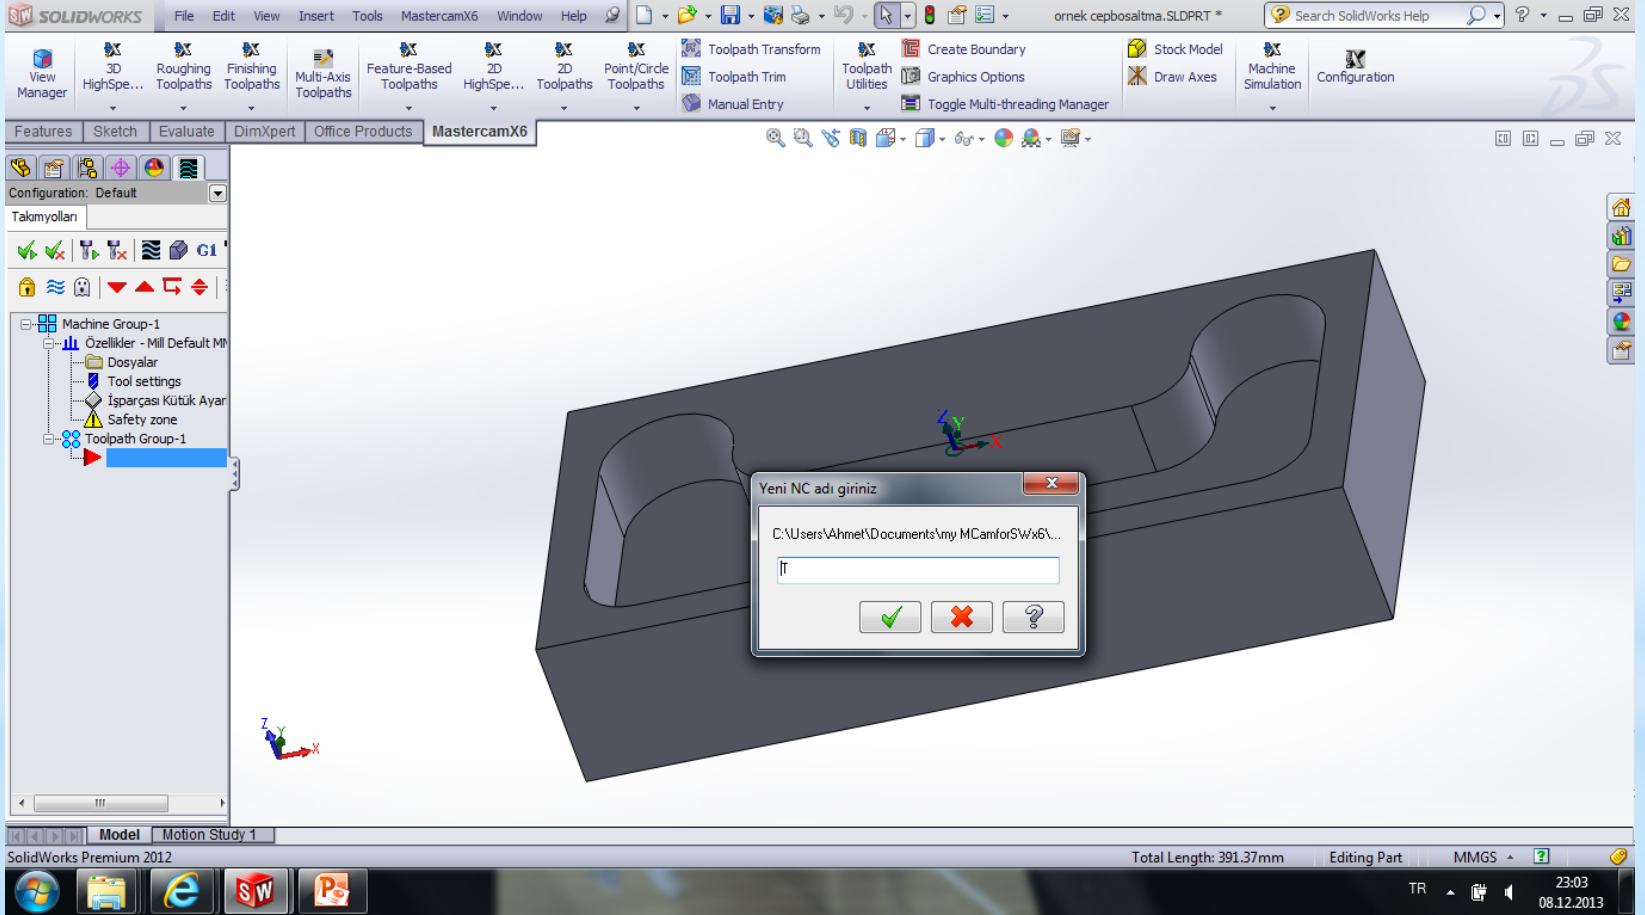 SOLIDWORKS File Edit View Insert Tools MastercamX6 Window Help ornek cepbosaltma.SLDPRT * Search SolidWorks Help
View Manager
3D HighSpe...
Roughing Toolpaths
Finishing Toolpaths
Multi-Axis Toolpaths
Feature-Based Toolpaths
2D HighSpe...
2D Toolpaths
Point/Circle Toolpaths
Toolpath Transform
Toolpath Trim
Manual Entry
Toolpath Utilities
Create Boundary
Graphics Options
Toggle Multi-threading Manager
Stock Model
Draw Axes
Machine Simulation
Configuration
Features Sketch Evaluate DimXpert Office Products MastercamX6
Configuration: Default
Takımyolları
G1
Machine Group-1
Özellikler - Mill Default MM
Dosyalar
Tool settings
İşparçası Kütük Ayar
Safety zone
Toolpath Group-1
Z Y X
Yeni NC adı giriniz
C:\Users\Ahmet\Documents\my MCamforSWx6\...
T
Z Y X
Model Motion Study 1
SolidWorks Premium 2012 Total Length: 391.37mm Editing Part MMGS
TR 23:03
08.12.2013